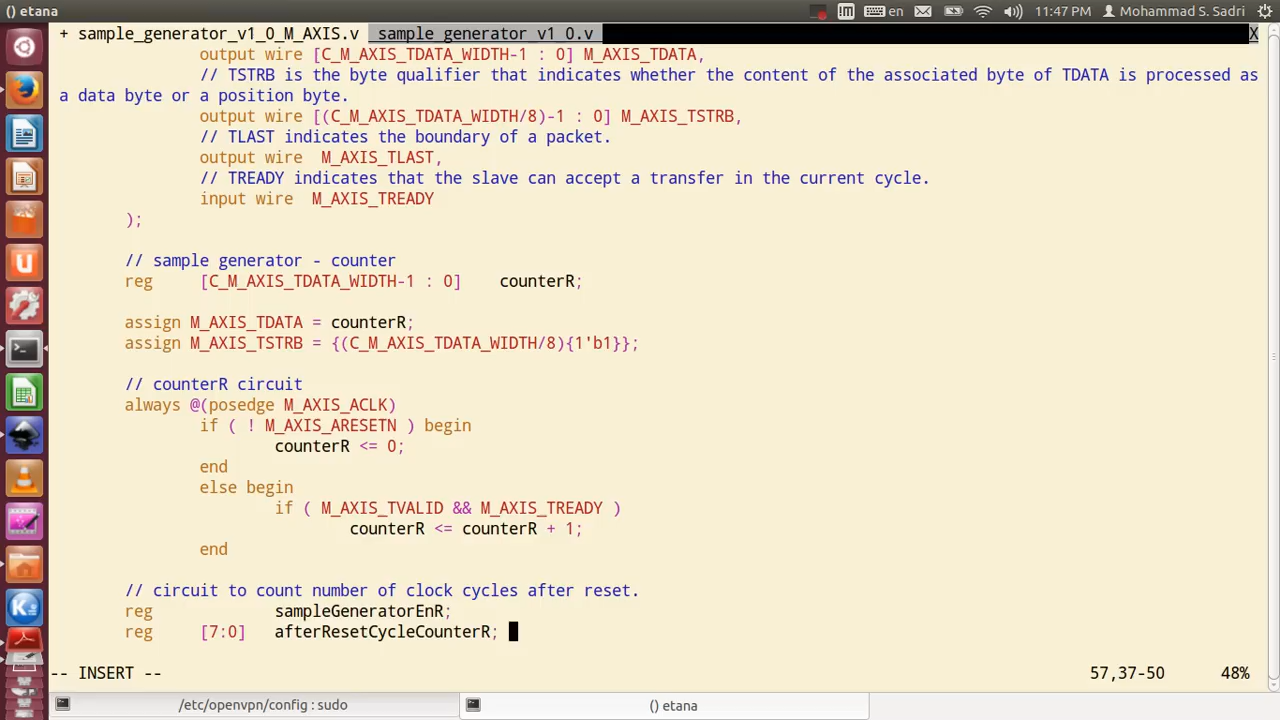 () etana
en
11:47 PM
Mohammad S. Sadri
+ sample_generator_v1_0_M_AXIS.v  sample_generator_v1_0.v
X
output wire [C_M_AXIS_TDATA_WIDTH-1 : 0] M_AXIS_TDATA,
// TSTRB is the byte qualifier that indicates whether the content of the associated byte of TDATA is processed as
a data byte or a position byte.
output wire [(C_M_AXIS_TDATA_WIDTH/8)-1 : 0] M_AXIS_TSTRB,
// TLAST indicates the boundary of a packet.
output wire  M_AXIS_TLAST,
// TREADY indicates that the slave can accept a transfer in the current cycle.
input wire  M_AXIS_TREADY
);
// sample generator - counter
reg     [C_M_AXIS_TDATA_WIDTH-1 : 0]    counterR;
assign M_AXIS_TDATA = counterR;
assign M_AXIS_TSTRB = {(C_M_AXIS_TDATA_WIDTH/8){1'b1}};
// counterR circuit
always @(posedge M_AXIS_ACLK)
if ( ! M_AXIS_ARESETN ) begin
counterR <= 0;
end
else begin
if ( M_AXIS_TVALID && M_AXIS_TREADY )
counterR <= counterR + 1;
end
// circuit to count number of clock cycles after reset.
reg             sampleGeneratorEnR;
reg     [7:0]   afterResetCycleCounterR;
-- INSERT --
57,37-50
48%
/etc/openvpn/config : sudo
() etana